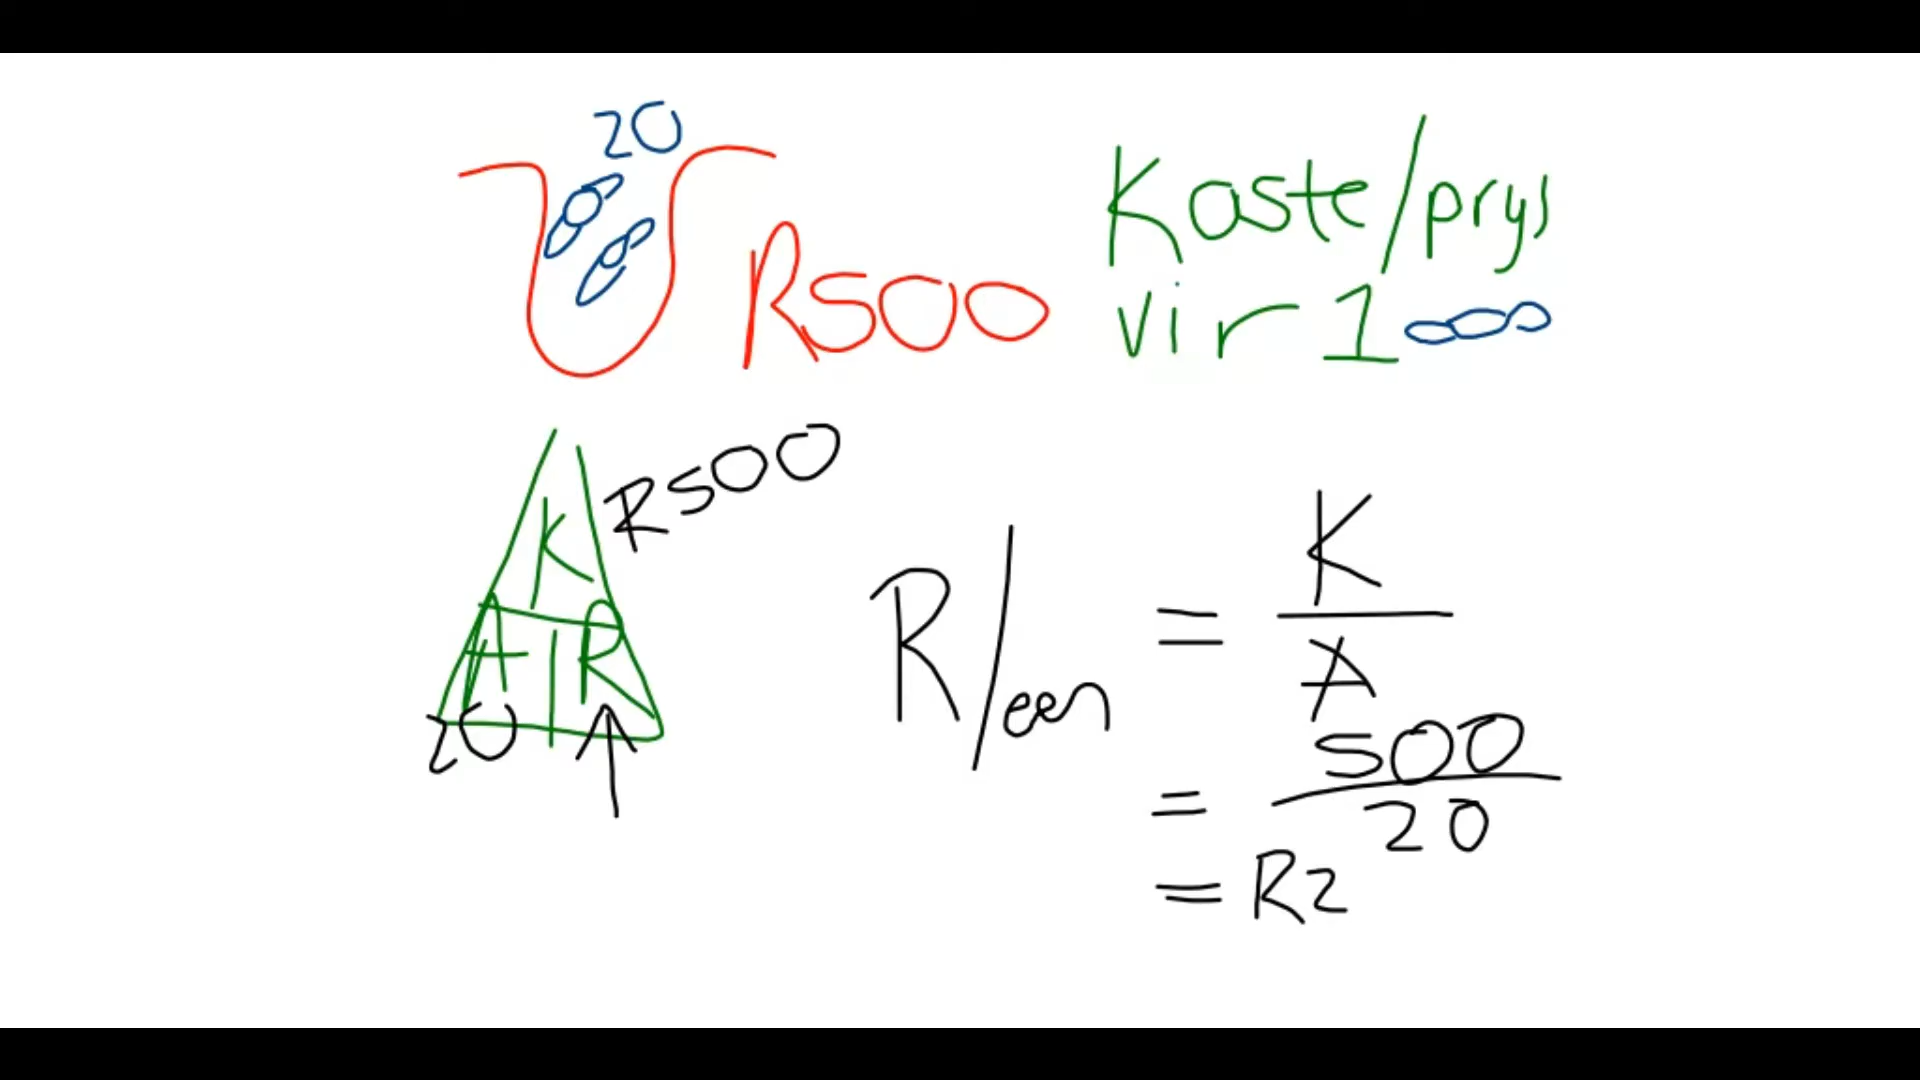 20
R500
Koste/prys
vir 1
R500
K
A R
20
R/een = K
A
= 500
20
= R2